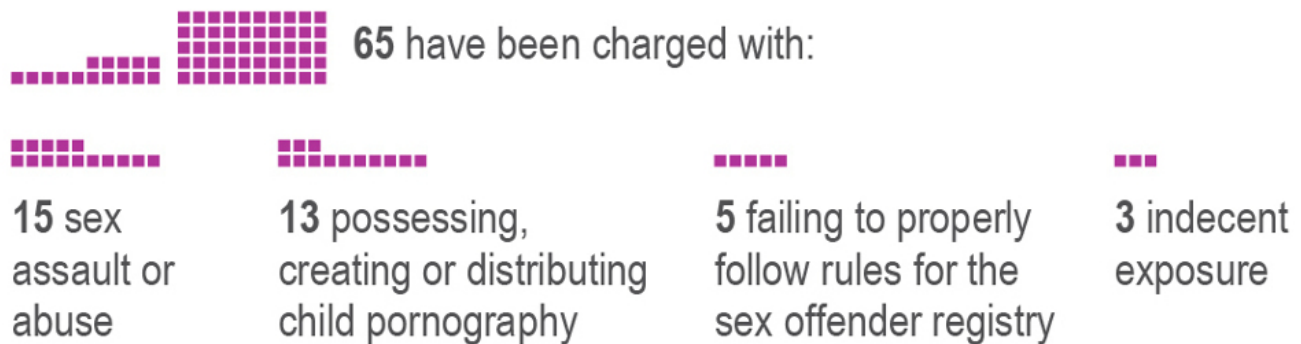 65 have been charged with:
15 sex
assault or
abuse
13 possessing,
creating or distributing
child pornography
5 failing to properly
follow rules for the
sex offender registry
3 indecent
exposure